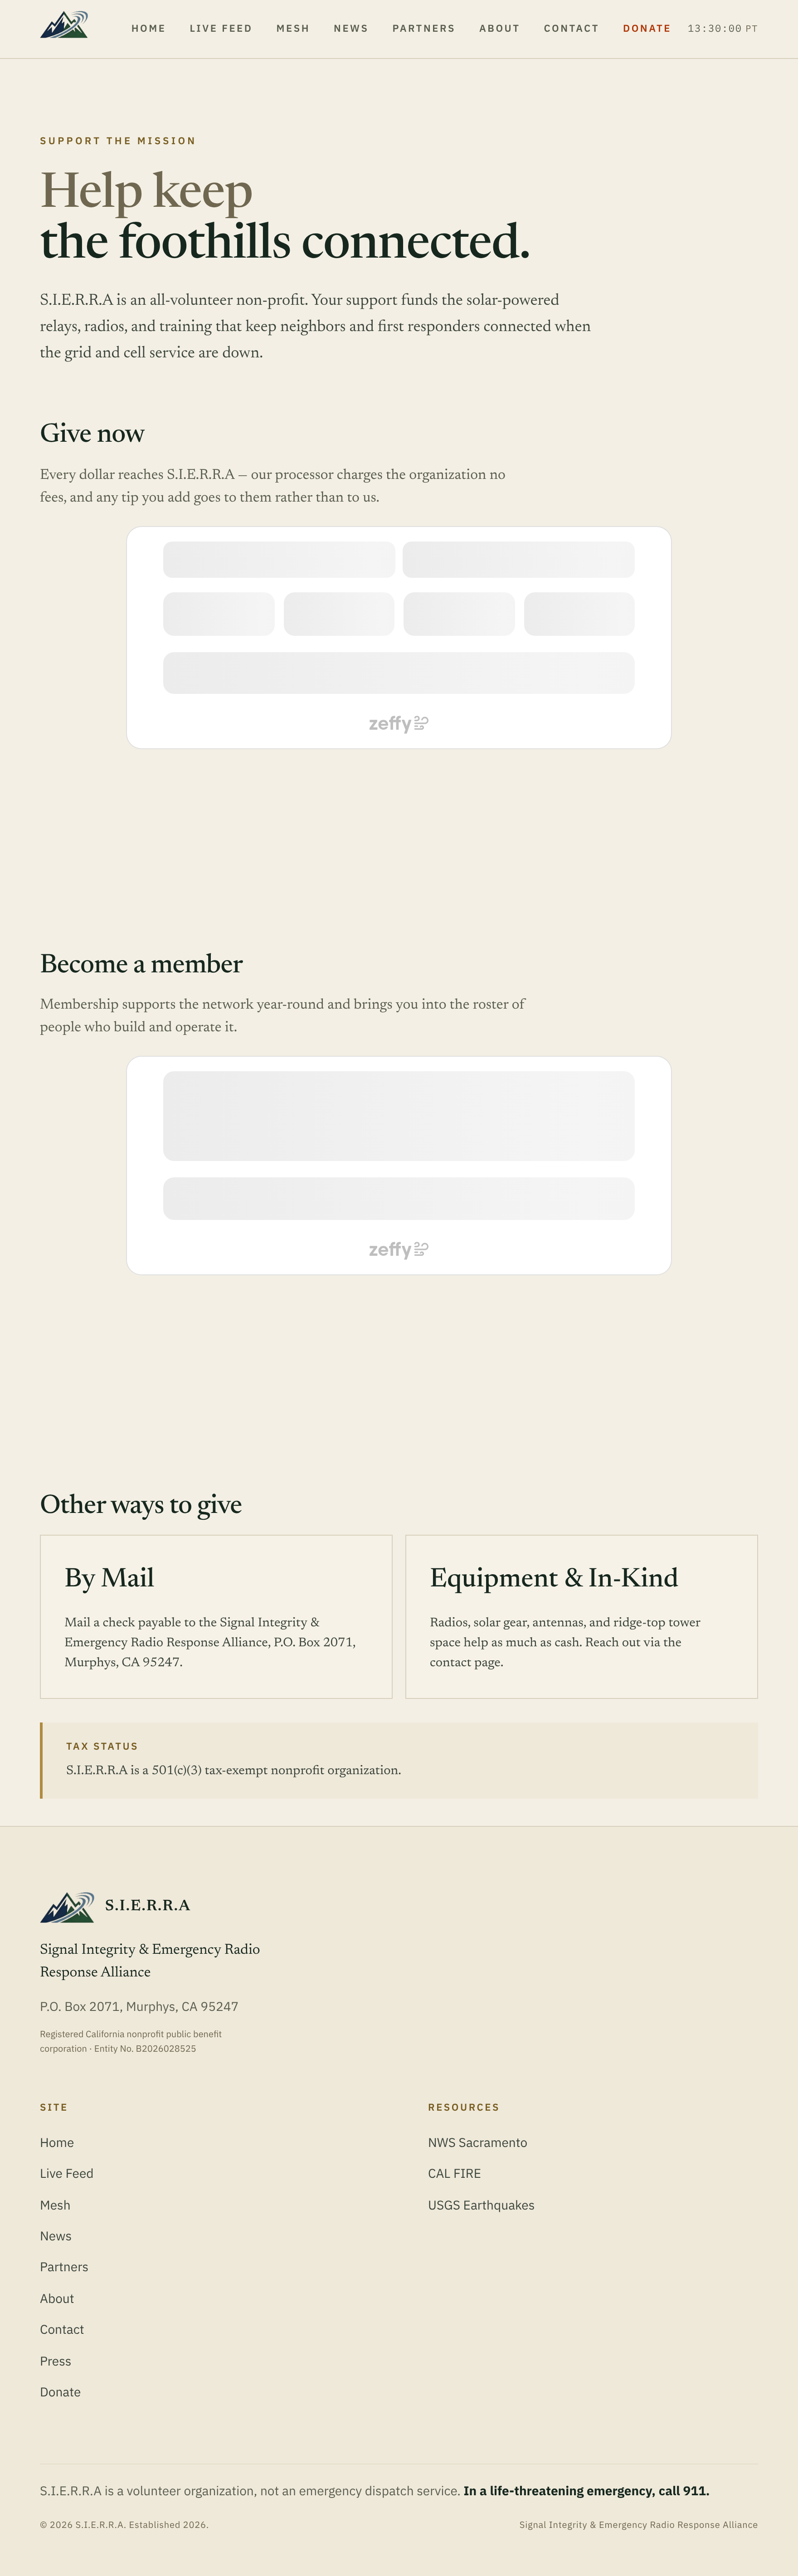 HOME LIVE FEED MESH NEWS PARTNERS ABOUT CONTACT DONATE 13:30:00 PT
SUPPORT THE MISSION
Help keep
the foothills connected.
S.I.E.R.R.A is an all-volunteer non-profit. Your support funds the solar-powered
relays, radios, and training that keep neighbors and first responders connected when
the grid and cell service are down.
Give now
Every dollar reaches S.I.E.R.R.A — our processor charges the organization no
fees, and any tip you add goes to them rather than to us.
zeffy
Become a member
Membership supports the network year-round and brings you into the roster of
people who build and operate it.
zeffy
Other ways to give
By Mail
Mail a check payable to the Signal Integrity &
Emergency Radio Response Alliance, P.O. Box 2071,
Murphys, CA 95247.
Equipment & In-Kind
Radios, solar gear, antennas, and ridge-top tower
space help as much as cash. Reach out via the
contact page.
TAX STATUS
S.I.E.R.R.A is a 501(c)(3) tax-exempt nonprofit organization.
S.I.E.R.R.A
Signal Integrity & Emergency Radio
Response Alliance
P.O. Box 2071, Murphys, CA 95247
Registered California nonprofit public benefit
corporation · Entity No. B2026028525
SITE
Home
Live Feed
Mesh
News
Partners
About
Contact
Press
Donate
RESOURCES
NWS Sacramento
CAL FIRE
USGS Earthquakes
S.I.E.R.R.A is a volunteer organization, not an emergency dispatch service. In a life-threatening emergency, call 911.
© 2026 S.I.E.R.R.A. Established 2026.
Signal Integrity & Emergency Radio Response Alliance